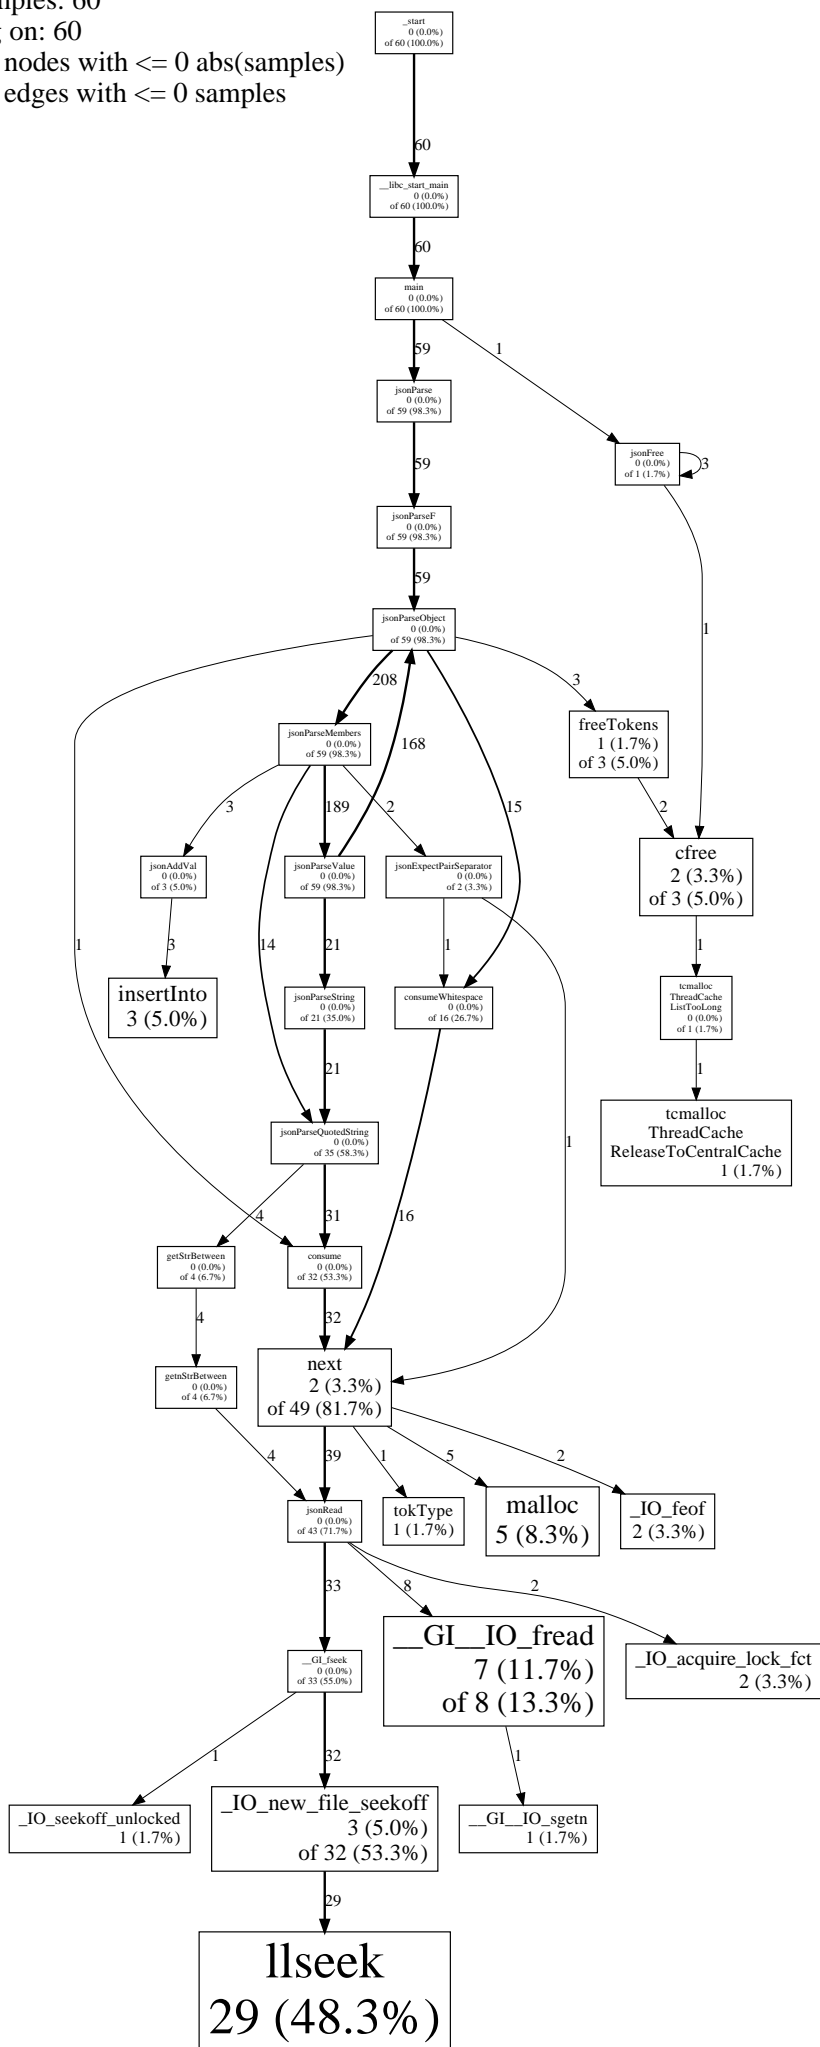 60
on: 60
nodes with <= 0 abs(samples)
edges with <= 0 samples
_start
0 (0.0%)
of 60 (100.0%)
60
__libc_start_main
0 (0.0%)
of 60 (100.0%)
60
main
0 (0.0%)
of 60 (100.0%)
59
1
jsonParse
0 (0.0%)
of 59 (98.3%)
jsonFree
0 (0.0%)
of 1 (1.7%)
3
59
jsonParseF
0 (0.0%)
of 59 (98.3%)
59
1
jsonParseObject
0 (0.0%)
of 59 (98.3%)
208
3
freeTokens
1 (1.7%)
of 3 (5.0%)
jsonParseMembers
0 (0.0%)
of 59 (98.3%)
168
3
189
2
15
2
jsonAddVal
0 (0.0%)
of 3 (5.0%)
jsonParseValue
0 (0.0%)
of 59 (98.3%)
jsonExpectPairSeparator
0 (0.0%)
of 2 (3.3%)
cfree
2 (3.3%)
of 3 (5.0%)
1
3
14
21
1
1
insertInto
3 (5.0%)
jsonParseString
0 (0.0%)
of 21 (35.0%)
consumeWhitespace
0 (0.0%)
of 16 (26.7%)
tcmalloc
ThreadCache
ListTooLong
0 (0.0%)
of 1 (1.7%)
21
1
jsonParseQuotedString
0 (0.0%)
of 35 (58.3%)
1
tcmalloc
ThreadCache
ReleaseToCentralCache
1 (1.7%)
4
31
16
getStrBetween
0 (0.0%)
of 4 (6.7%)
consume
0 (0.0%)
of 32 (53.3%)
4
32
getnStrBetween
0 (0.0%)
of 4 (6.7%)
next
2 (3.3%)
of 49 (81.7%)
4
39
1
5
2
jsonRead
0 (0.0%)
of 43 (71.7%)
tokType
1 (1.7%)
malloc
5 (8.3%)
_IO_feof
2 (3.3%)
33
8
2
__GI_fseek
0 (0.0%)
of 33 (55.0%)
__GI__IO_fread
7 (11.7%)
of 8 (13.3%)
_IO_acquire_lock_fct
2 (3.3%)
1
32
1
_IO_seekoff_unlocked
1 (1.7%)
_IO_new_file_seekoff
3 (5.0%)
of 32 (53.3%)
__GI__IO_sgetn
1 (1.7%)
29
llseek
29 (48.3%)